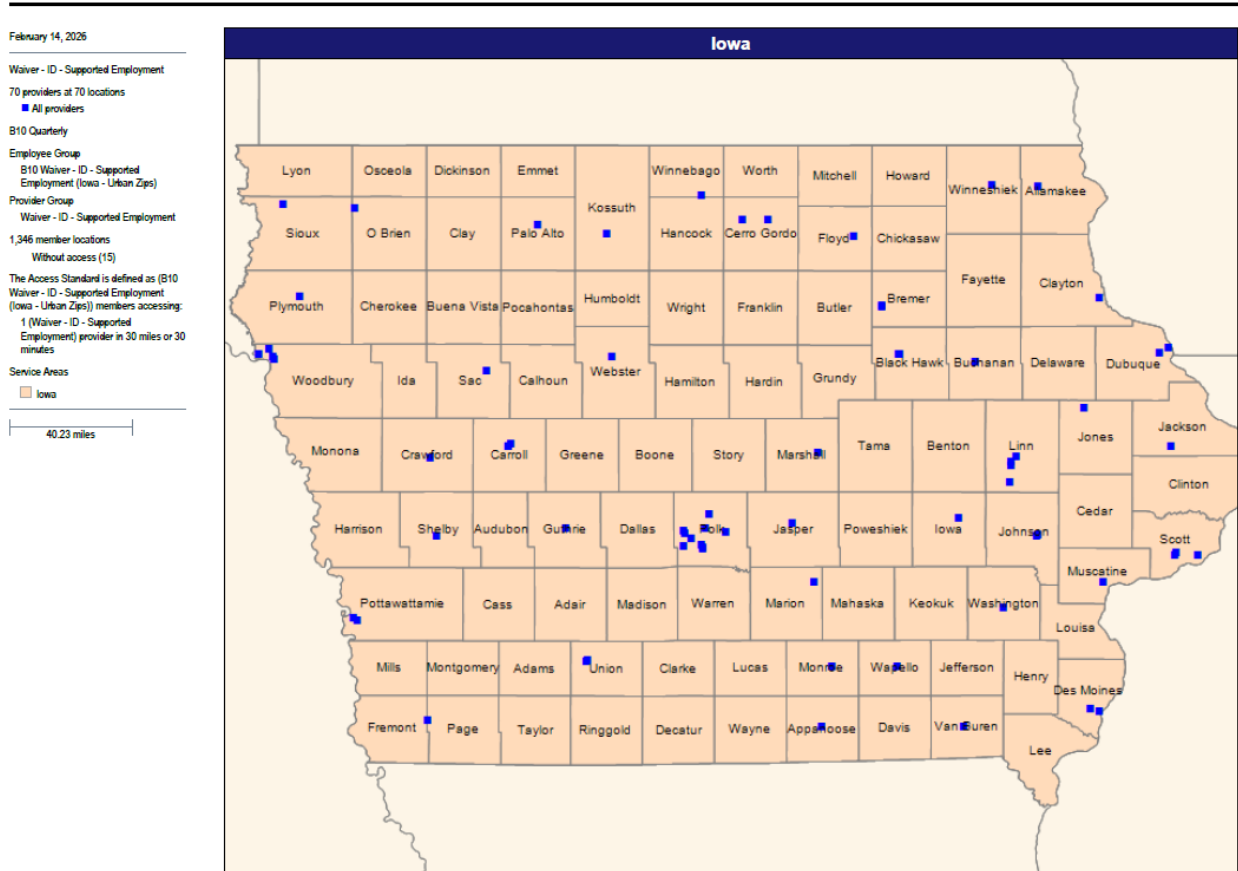 February 14, 2026
Waiver - ID - Supported Employment
70 providers at 70 locations
All providers
B10 Quarterly
Employee Group
B10 Waiver - ID - Supported
Employment (Iowa - Urban Zips)
Provider Group
Waiver - ID - Supported Employment
1,346 member locations
Without access (15)
The Access Standard is defined as (B10
Waiver - ID - Supported Employment
(Iowa - Urban Zips)) members accessing:
1 (Waiver - ID - Supported
Employment) provider in 30 miles or 30
minutes
Service Areas
Iowa
40.23 miles
Iowa
Lyon
Osceola
Dickinson
Emmet
Kossuth
Winnebago
Worth
Mitchell
Howard
Winneshiek
Allamakee
Sioux
O Brien
Clay
Palo Alto
Hancock
Cerro Gordo
Floyd
Chickasaw
Fayette
Clayton
Plymouth
Cherokee
Buena Vista
Pocahontas
Humboldt
Wright
Franklin
Butler
Bremer
Woodbury
Ida
Sac
Calhoun
Webster
Hamilton
Hardin
Grundy
Black Hawk
Buchanan
Delaware
Dubuque
Monona
Crawford
Carroll
Greene
Boone
Story
Marshall
Tama
Benton
Linn
Jones
Jackson
Clinton
Harrison
Shelby
Audubon
Guthrie
Dallas
Polk
Jasper
Poweshiek
Iowa
Johnson
Cedar
Scott
Muscatine
Pottawattamie
Cass
Adair
Madison
Warren
Marion
Mahaska
Keokuk
Washington
Louisa
Mills
Montgomery
Adams
Union
Clarke
Lucas
Monroe
Wapello
Jefferson
Henry
Des Moines
Fremont
Page
Taylor
Ringgold
Decatur
Wayne
Appanoose
Davis
Van Buren
Lee